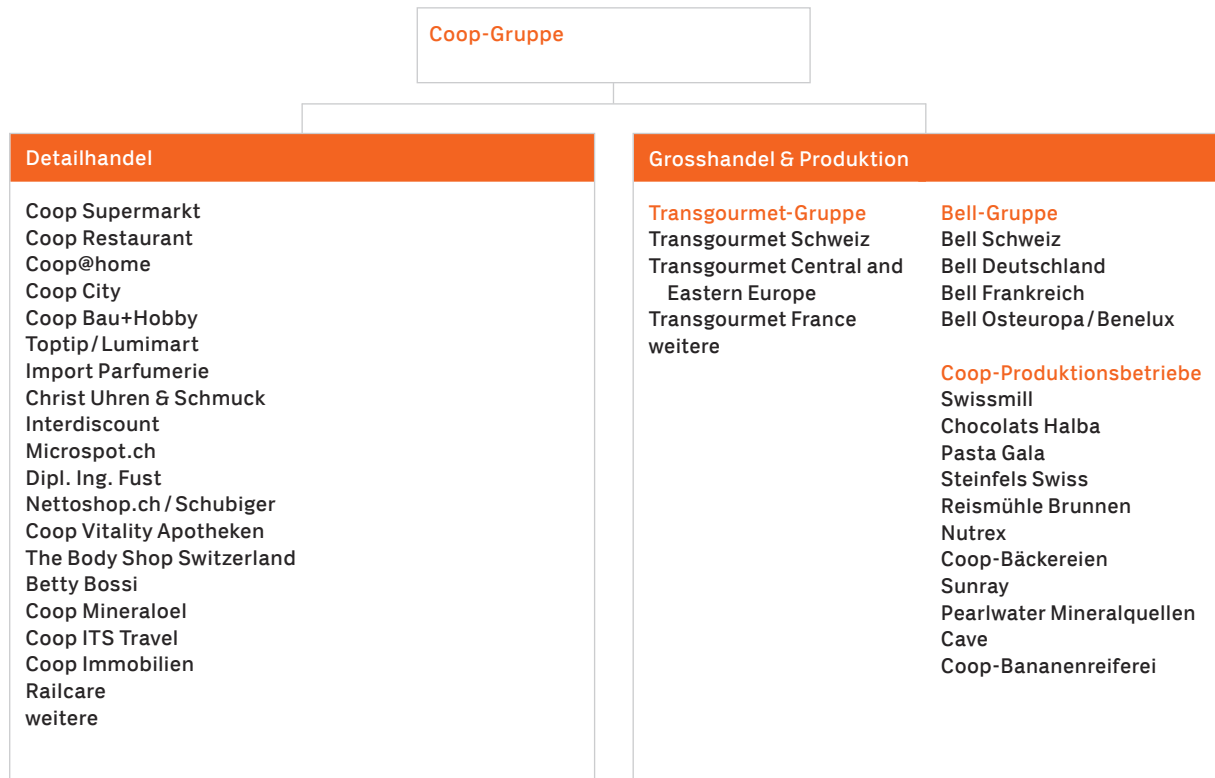 Coop-Gruppe
Detailhandel
Coop Supermarkt
Coop Restaurant
Coop@home
Coop City
Coop Bau+Hobby
Toptip/Lumimart
Import Parfumerie
Christ Uhren & Schmuck
Interdiscount
Microspot.ch
Dipl. Ing. Fust
Nettoshop.ch/Schubiger
Coop Vitality Apotheken
The Body Shop Switzerland
Betty Bossi
Coop Mineraloel
Coop ITS Travel
Coop Immobilien
Railcare
weitere
Grosshandel & Produktion
Transgourmet-Gruppe
Transgourmet Schweiz
Transgourmet Central and
Eastern Europe
Transgourmet France
weitere
Bell-Gruppe
Bell Schweiz
Bell Deutschland
Bell Frankreich
Bell Osteuropa/Benelux
Coop-Produktionsbetriebe
Swissmill
Chocolats Halba
Pasta Gala
Steinfels Swiss
Reismühle Brunnen
Nutrex
Coop-Bäckereien
Sunray
Pearlwater Mineralquellen
Cave
Coop-Bananenreiferei